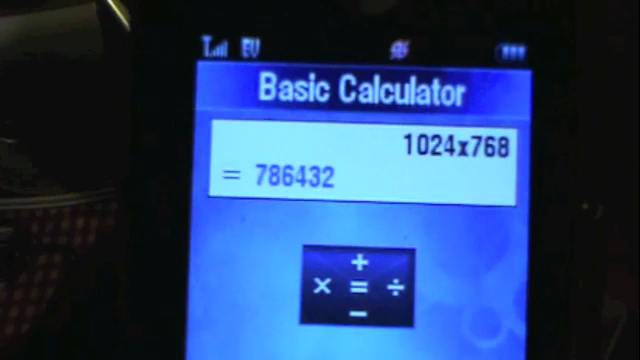 EV
Basic Calculator
1024x768
= 786432
+
× = ÷
−